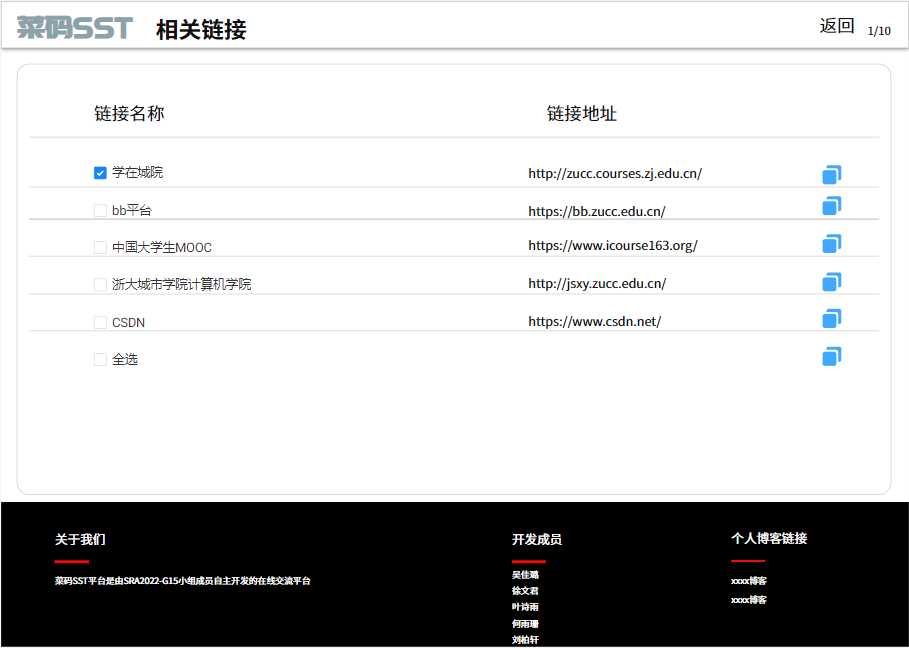 菜码SST 相关链接 返回 1/10
链接名称 链接地址
学在城院 http://zucc.courses.zj.edu.cn/
bb平台 https://bb.zucc.edu.cn/
中国大学生MOOC https://www.icourse163.org/
浙大城市学院计算机学院 http://jsxy.zucc.edu.cn/
CSDN https://www.csdn.net/
全选
关于我们 开发成员 个人博客链接
菜码SST平台是由SRA2022-G15小组成员自主开发的在线交流平台
吴佳璐
徐文君
叶诗雨
何雨珊
刘柏轩
xxxx博客
xxxx博客